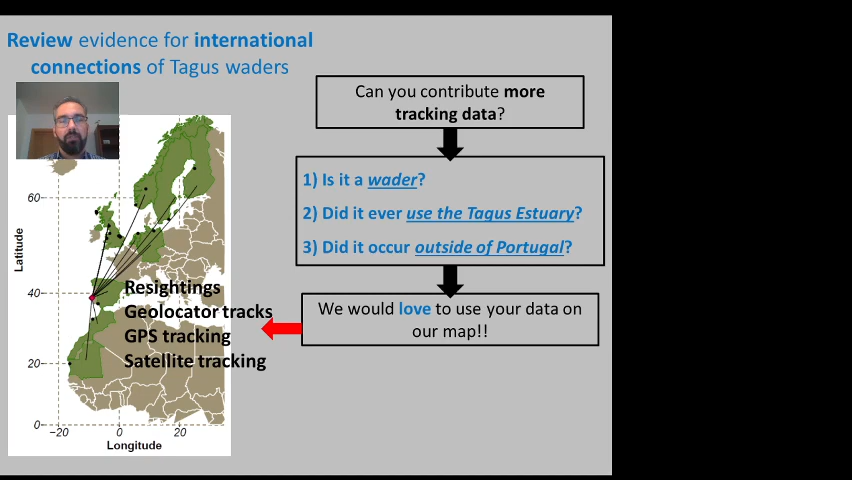 Review evidence for international
connections of Tagus waders
Can you contribute more
tracking data?
1) Is it a wader?
2) Did it ever use the Tagus Estuary?
3) Did it occur outside of Portugal?
We would love to use your data on
our map!!
Resightings
Geolocator tracks
GPS tracking
Satellite tracking
Latitude
60
40
20
0
−20
0
20
Longitude